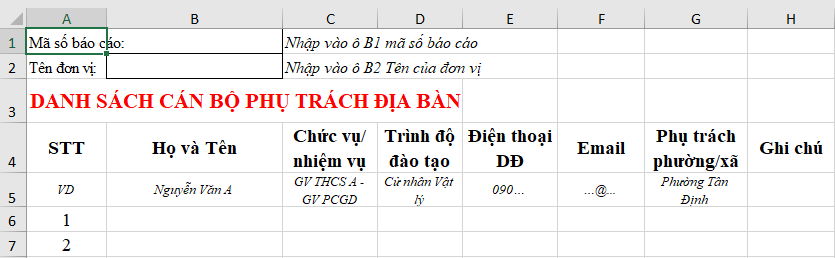 A B C D E F G H
1 Mã số báo cáo: Nhập vào ô B1 mã số báo cáo
2 Tên đơn vị: Nhập vào ô B2 Tên của đơn vị
3 DANH SÁCH CÁN BỘ PHỤ TRÁCH ĐỊA BÀN
4 STT Họ và Tên Chức vụ/ nhiệm vụ Trình độ đào tạo Điện thoại DĐ Email Phụ trách phường/xã Ghi chú
5 VD Nguyễn Văn A GV THCS A - GV PCGD Cử nhân Vật lý 090… …@… Phường Tân Định
6 1
7 2